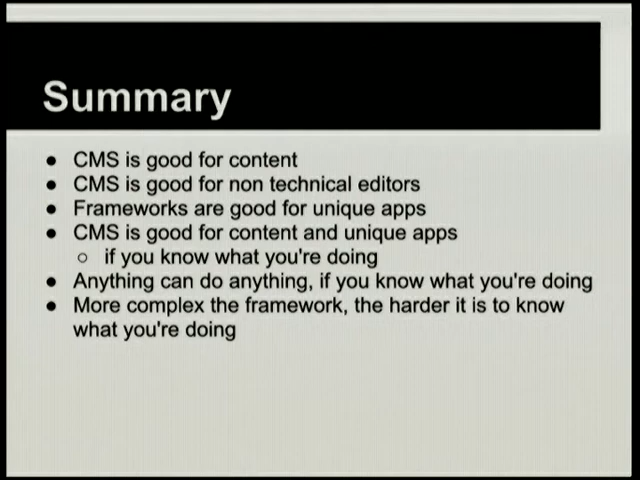 Summary
● CMS is good for content
● CMS is good for non technical editors
● Frameworks are good for unique apps
● CMS is good for content and unique apps
○ if you know what you're doing
● Anything can do anything, if you know what you're doing
● More complex the framework, the harder it is to know
what you're doing